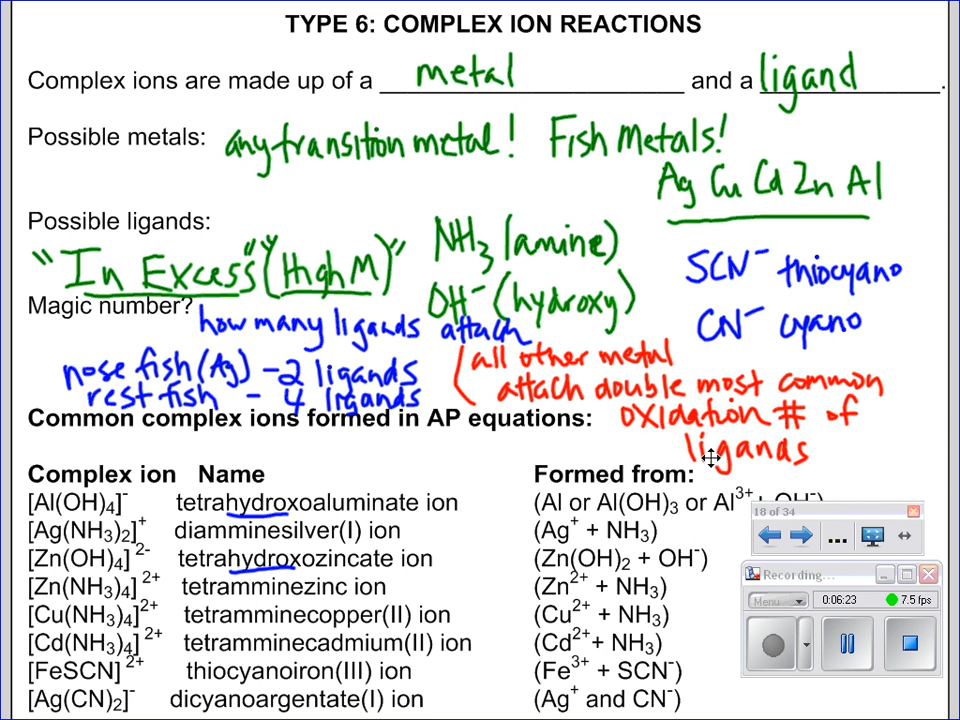 TYPE 6: COMPLEX ION REACTIONS
Complex ions are made up of a metal and a ligand.
Possible metals: any transition metal! Fish Metals!
Ag Cu Cd Zn Al
Possible ligands:
"In Excess" "(High M)" NH₃ (amine) SCN⁻ thiocyano
OH⁻ (hydroxy) CN⁻ cyano
Magic number?
how many ligands attach
nose fish (Ag) - 2 ligands
rest fish - 4 ligands
(all other metal
attach double most common
oxidation # of
ligands
Common complex ions formed in AP equations:
Complex ion Name Formed from:
[Al(OH)₄]⁻ tetrahydroxoaluminate ion (Al or Al(OH)₃ or Al³⁺ + OH⁻)
[Ag(NH₃)₂]⁺ diamminesilver(I) ion (Ag⁺ + NH₃)
[Zn(OH)₄]²⁻ tetrahydroxozincate ion (Zn(OH)₂ + OH⁻)
[Zn(NH₃)₄]²⁺ tetramminezinc ion (Zn²⁺ + NH₃)
[Cu(NH₃)₄]²⁺ tetramminecopper(II) ion (Cu²⁺ + NH₃)
[Cd(NH₃)₄]²⁺ tetramminecadmium(II) ion (Cd²⁺ + NH₃)
[FeSCN]²⁺ thiocyanoiron(III) ion (Fe³⁺ + SCN⁻)
[Ag(CN)₂]⁻ dicyanoargentate(I) ion (Ag⁺ and CN⁻)
18 of 34
...
Recording...
Menu 0:06:23 7.5 fps